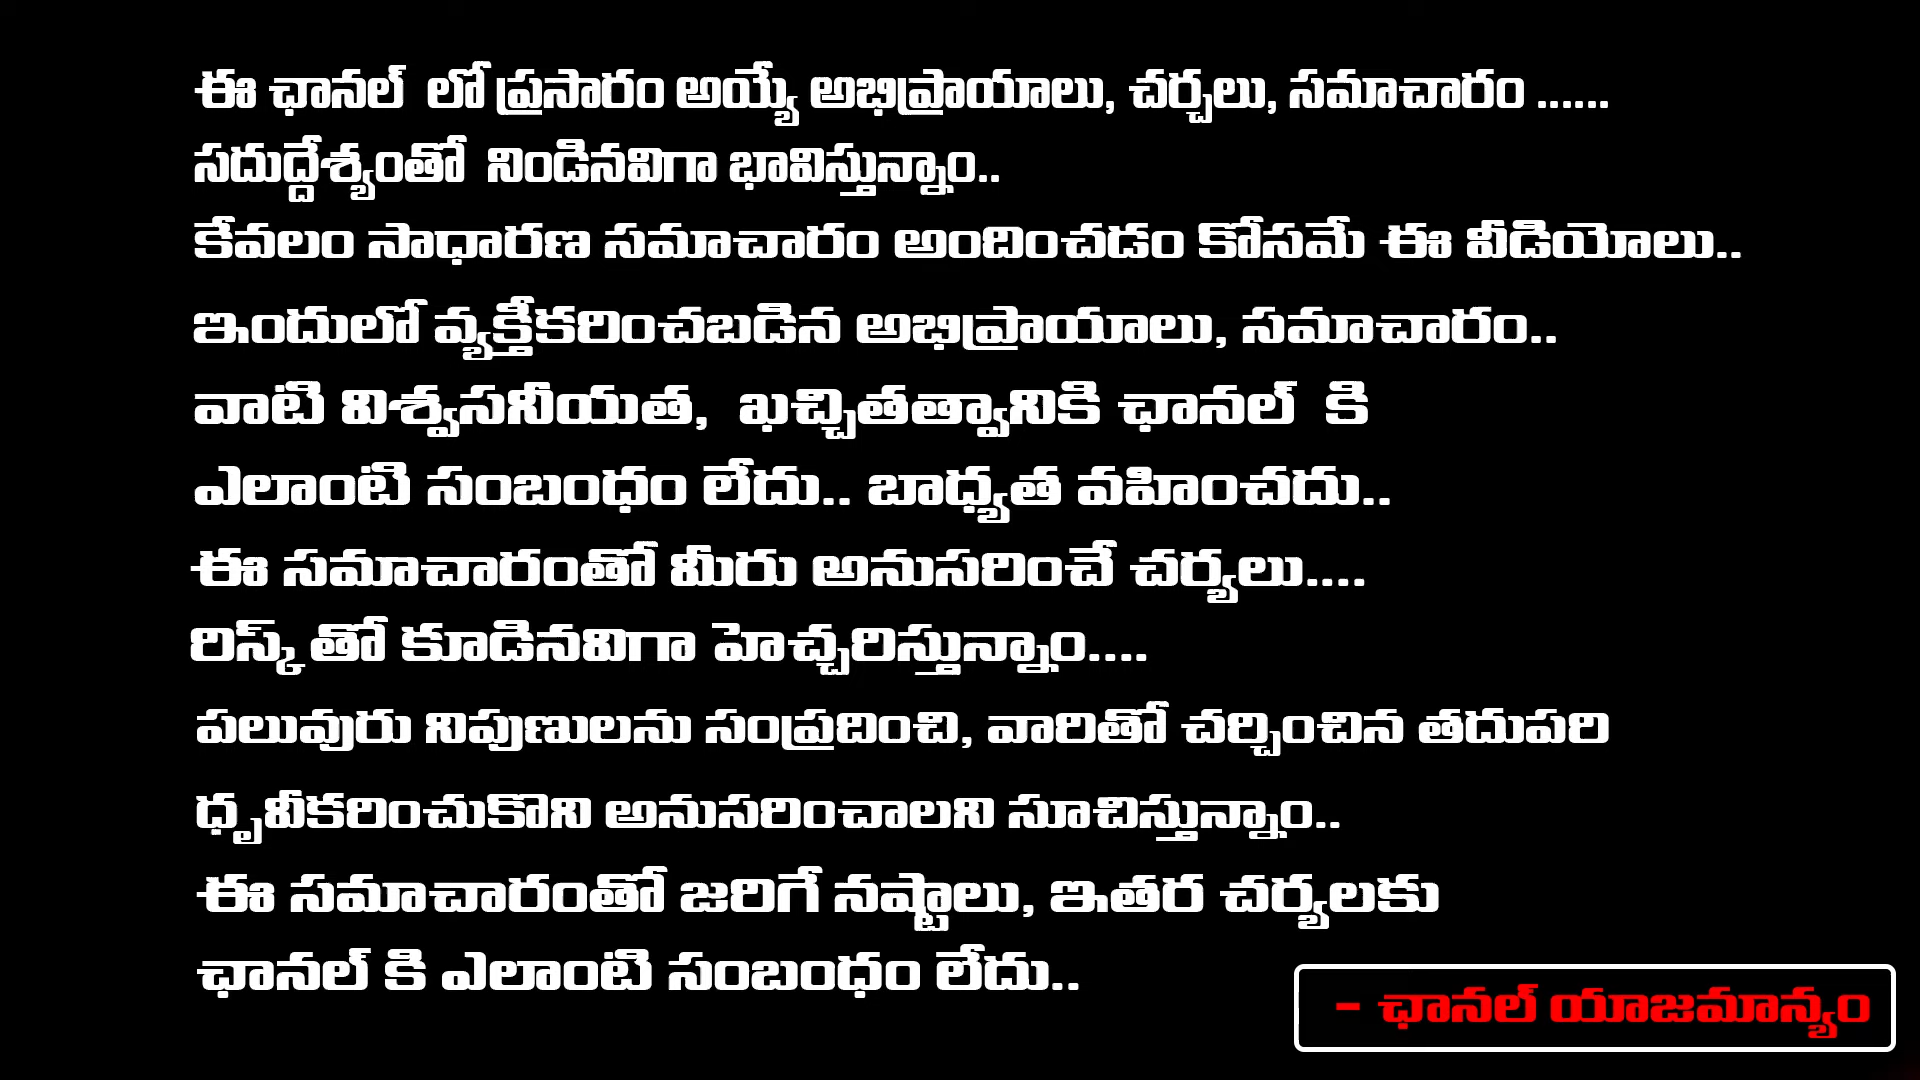 ఈ ఛానల్ లో ప్రసారం అయ్యే అభిప్రాయాలు, చర్చలు, సమాచారం ......
సదుద్దేశ్యంతో నిండినవిగా భావిస్తున్నాం..
కేవలం సాధారణ సమాచారం అందించడం కోసమే ఈ వీడియోలు..
ఇందులో వ్యక్తీకరించబడిన అభిప్రాయాలు, సమాచారం..
వాటి విశ్వసనీయత, ఖచ్చితత్వానికి ఛానల్ కి
ఎలాంటి సంబంధం లేదు.. బాధ్యత వహించదు..
ఈ సమాచారంతో మీరు అనుసరించే చర్యలు....
రిస్క్ తో కూడినవిగా హెచ్చరిస్తున్నాం....
పలువురు నిపుణులను సంప్రదించి, వారితో చర్చించిన తదుపరి
ధృవీకరించుకొని అనుసరించాలని సూచిస్తున్నాం..
ఈ సమాచారంతో జరిగే నష్టాలు, ఇతర చర్యలకు
ఛానల్ కి ఎలాంటి సంబంధం లేదు..
- ఛానల్ యాజమాన్యం